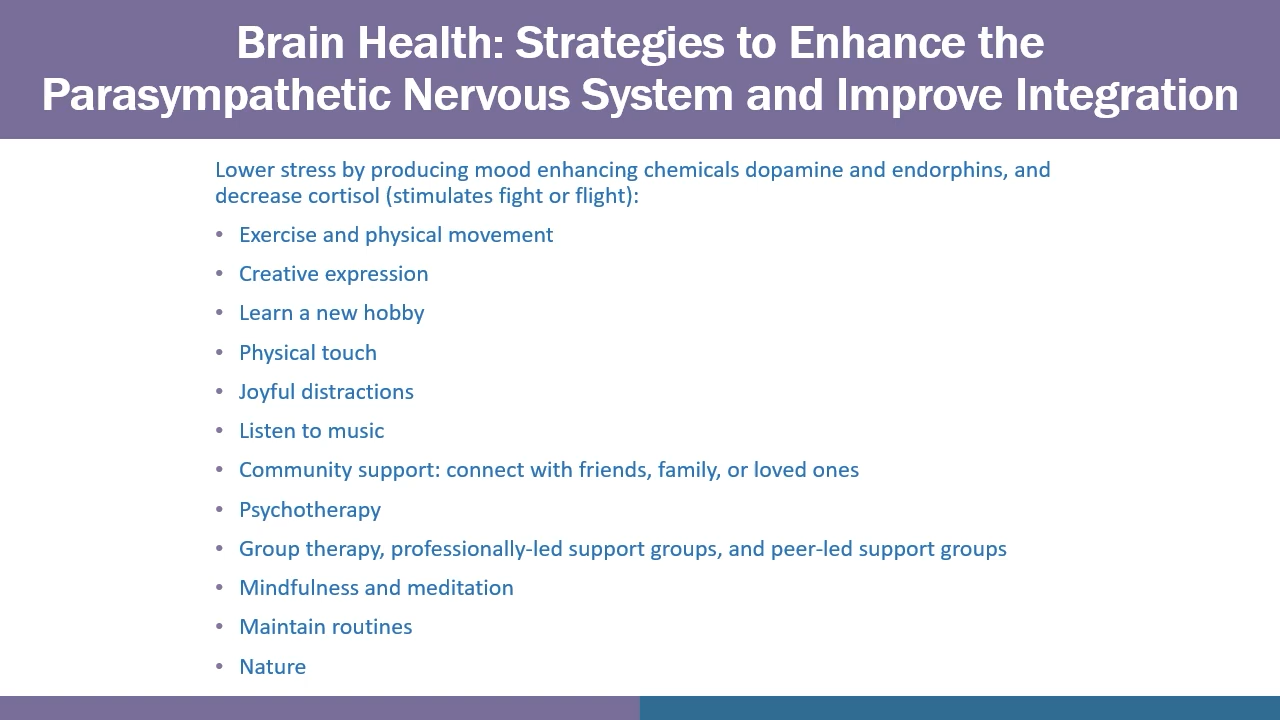 Brain Health: Strategies to Enhance the
Parasympathetic Nervous System and Improve Integration
Lower stress by producing mood enhancing chemicals dopamine and endorphins, and
decrease cortisol (stimulates fight or flight):
• Exercise and physical movement
• Creative expression
• Learn a new hobby
• Physical touch
• Joyful distractions
• Listen to music
• Community support: connect with friends, family, or loved ones
• Psychotherapy
• Group therapy, professionally-led support groups, and peer-led support groups
• Mindfulness and meditation
• Maintain routines
• Nature